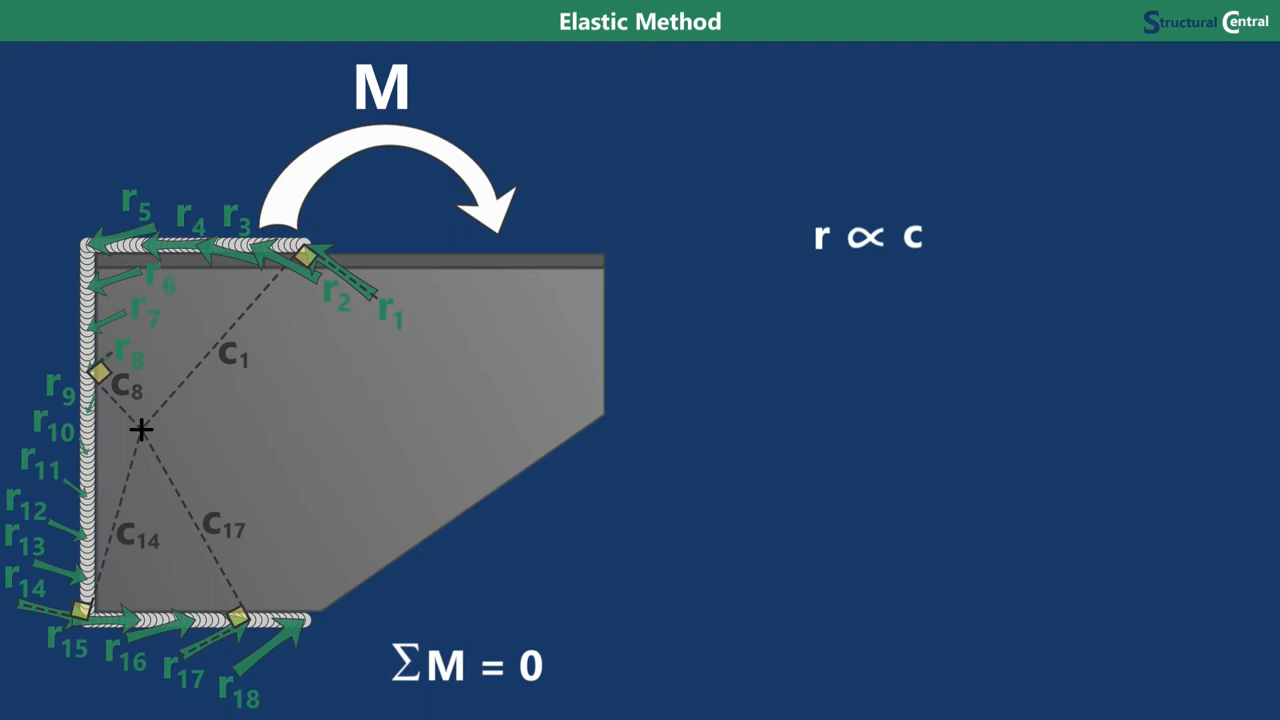 Elastic Method
Structural Central
M
r ∝ c
r₅
r₄
r₃
r₆
r₂
r₁
r₇
r₈
c₁
r₉
c₈
r₁₀
r₁₁
r₁₂
c₁₇
r₁₃
c₁₄
r₁₄
r₁₅
r₁₆
r₁₇
r₁₈
ΣM = 0